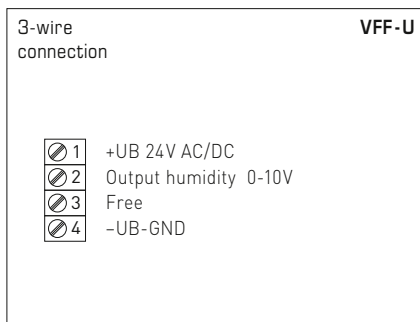 3-wire
connection
VFF-U
1 +UB 24V AC/DC
2 Output humidity 0-10V
3 Free
4 –UB-GND